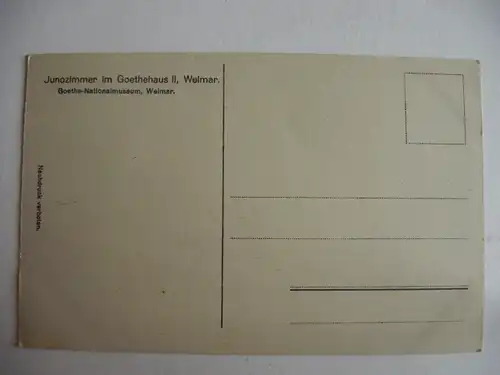 Junozimmer im Goethehaus II, Weimar.
Goethe-Nationalmuseum, Weimar.
Nachdruck verboten.